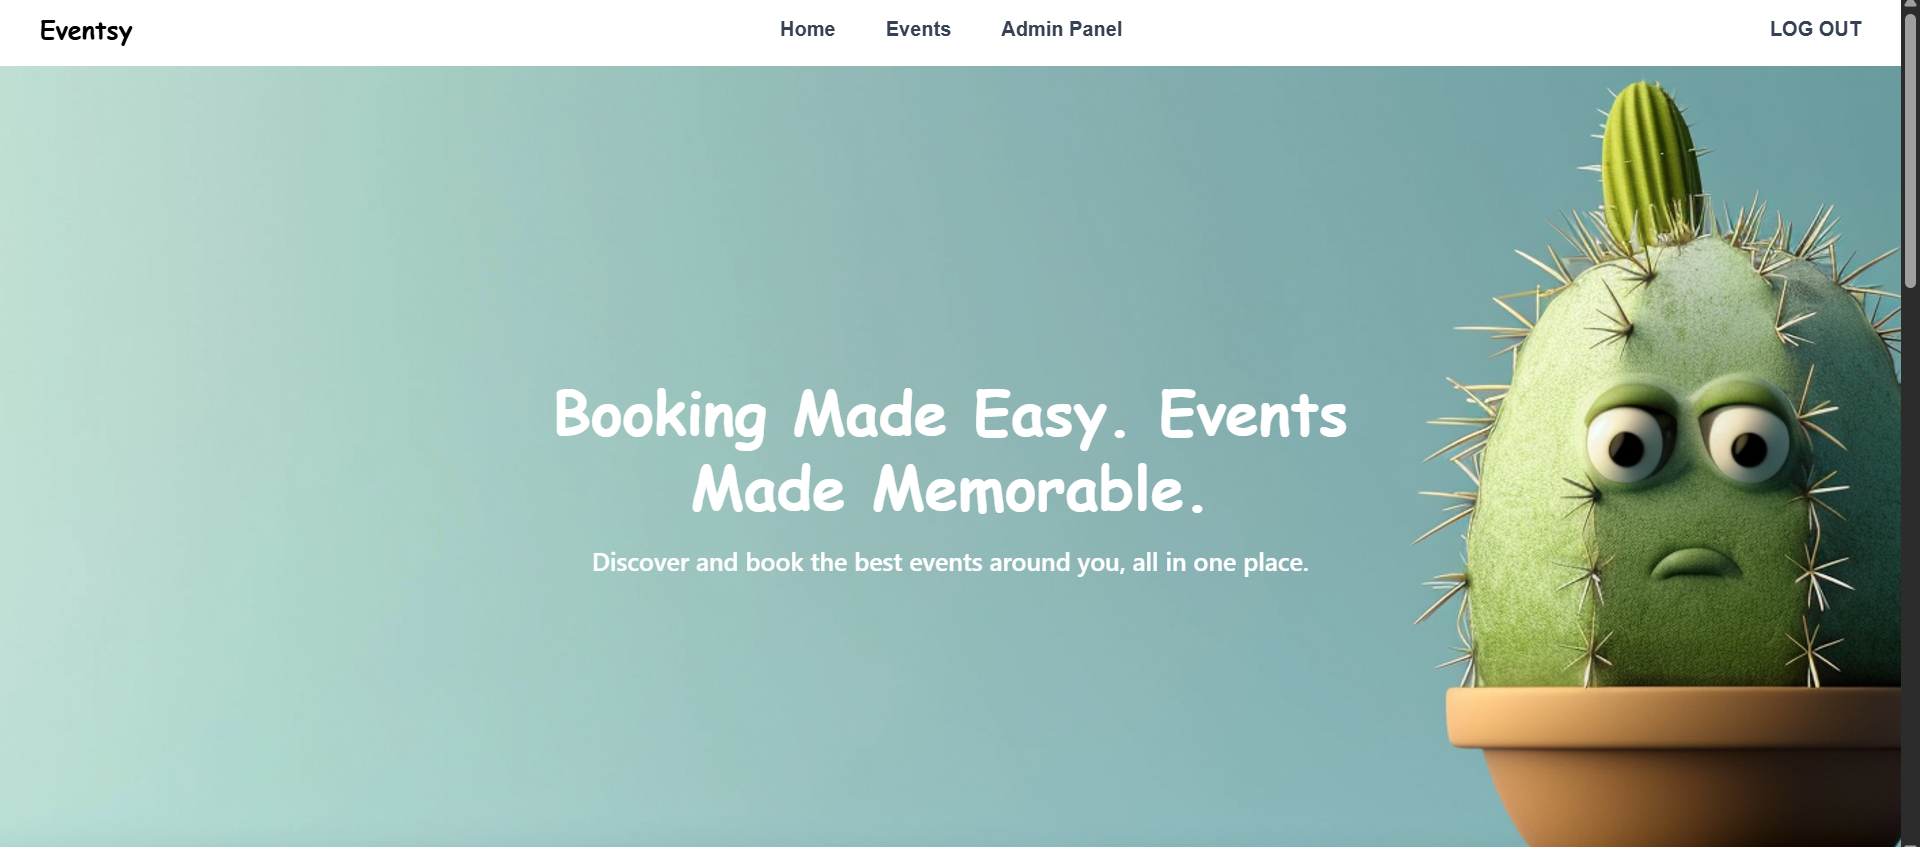 Eventsy
Home
Events
Admin Panel
LOG OUT
Booking Made Easy. Events
Made Memorable.
Discover and book the best events around you, all in one place.